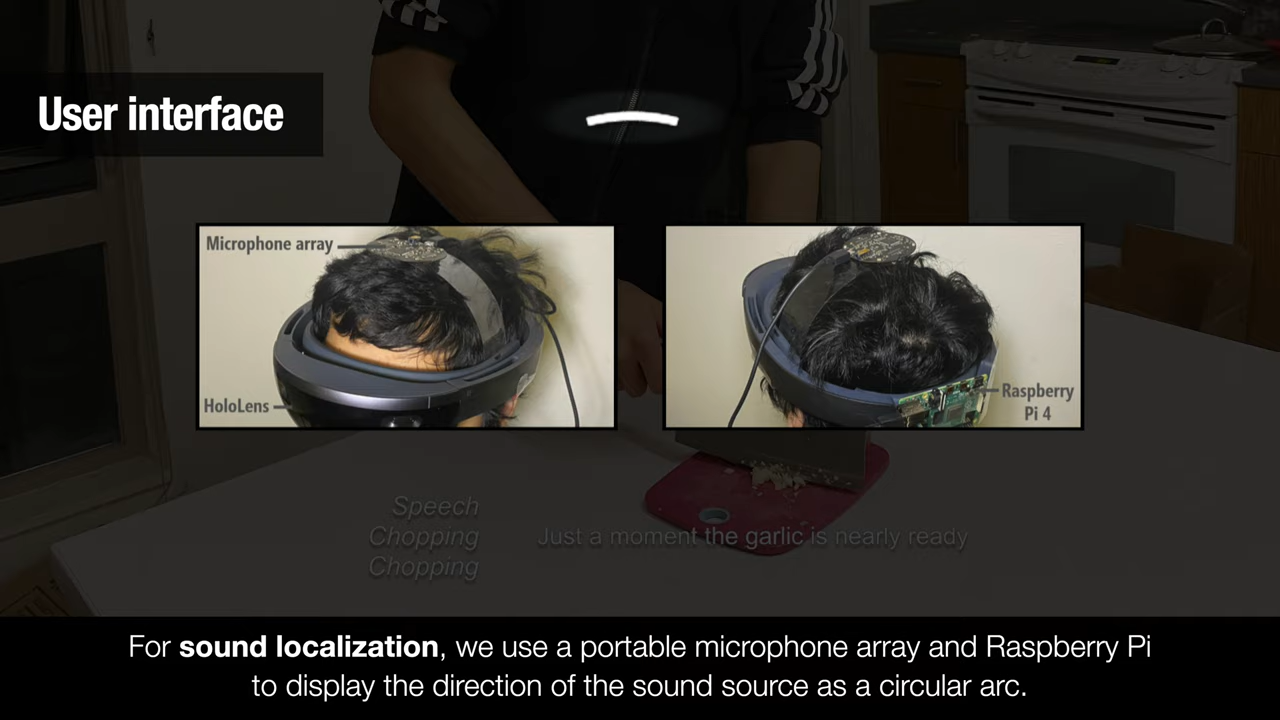 User interface
Microphone array
HoloLens
Raspberry
Pi 4
Speech
Chopping
Just a moment the garlic is nearly ready
Chopping
For sound localization, we use a portable microphone array and Raspberry Pi
to display the direction of the sound source as a circular arc.